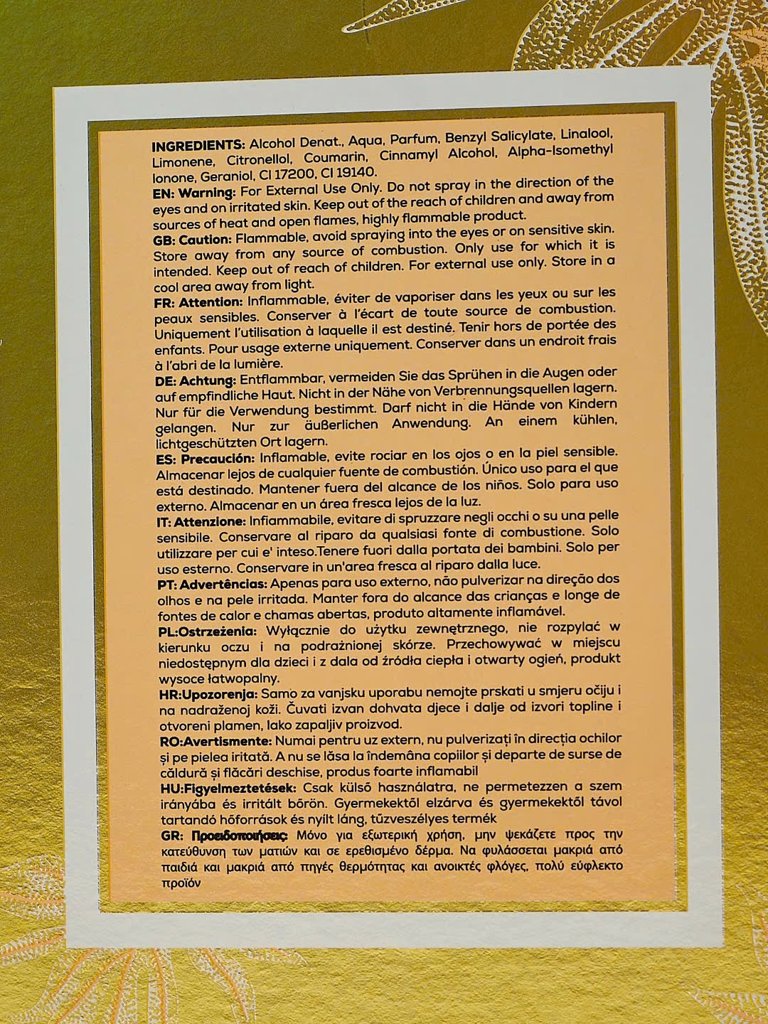 INGREDIENTS: Alcohol Denat., Aqua, Parfum, Benzyl Salicylate, Linalool,
Limonene, Citronellol, Coumarin, Cinnamyl Alcohol, Alpha-Isomethyl
Ionone, Geraniol, CI 17200, CI 19140.
EN: Warning: For External Use Only. Do not spray in the direction of the
eyes and on irritated skin. Keep out of the reach of children and away from
sources of heat and open flames, highly flammable product.
GB: Caution: Flammable, avoid spraying into the eyes or on sensitive skin.
Store away from any source of combustion. Only use for which it is
intended. Keep out of reach of children. For external use only. Store in a
cool area away from light.
FR: Attention: Inflammable, éviter de vaporiser dans les yeux ou sur les
peaux sensibles. Conserver à l'écart de toute source de combustion.
Uniquement l'utilisation à laquelle il est destiné. Tenir hors de portée des
enfants. Pour usage externe uniquement. Conserver dans un endroit frais
à l'abri de la lumière.
DE: Achtung: Entflammbar, vermeiden Sie das Sprühen in die Augen oder
auf empfindliche Haut. Nicht in der Nähe von Verbrennungsquellen lagern.
Nur für die Verwendung bestimmt. Darf nicht in die Hände von Kindern
gelangen. Nur zur äußerlichen Anwendung. An einem kühlen,
lichtgeschützten Ort lagern.
ES: Precaución: Inflamable, evite rociar en los ojos o en la piel sensible.
Almacenar lejos de cualquier fuente de combustión. Único uso para el que
está destinado. Mantener fuera del alcance de los niños. Solo para uso
externo. Almacenar en un área fresca lejos de la luz.
IT: Attenzione: Infiammabile, evitare di spruzzare negli occhi o su una pelle
sensibile. Conservare al riparo da qualsiasi fonte di combustione. Solo
utilizzare per cui e' inteso.Tenere fuori dalla portata dei bambini. Solo per
uso esterno. Conservare in un'area fresca al riparo dalla luce.
PT: Advertências: Apenas para uso externo, não pulverizar na direção dos
olhos e na pele irritada. Manter fora do alcance das crianças e longe de
fontes de calor e chamas abertas, produto altamente inflamável.
PL:Ostrzeżenia: Wyłącznie do użytku zewnętrznego, nie rozpylać w
kierunku oczu i na podrażnionej skórze. Przechowywać w miejscu
niedostępnym dla dzieci i z dala od źródła ciepła i otwarty ogień, produkt
wysoce łatwopalny.
HR:Upozorenja: Samo za vanjsku uporabu nemojte prskati u smjeru očiju i
na nadraženoj koži. Čuvati izvan dohvata djece i dalje od izvori topline i
otvoreni plamen, lako zapaljiv proizvod.
RO:Avertismente: Numai pentru uz extern, nu pulverizați în direcția ochilor
și pe pielea iritată. A nu se lăsa la îndemâna copiilor și departe de surse de
căldură și flăcări deschise, produs foarte inflamabil
HU:Figyelmeztetések: Csak külső használatra, ne permetezzen a szem
irányába és irritált bőrön. Gyermekektől elzárva és gyermekektől távol
tartandó hőforrások és nyílt láng, tűzveszélyes termék
GR: Προειδοποιήσεις: Μόνο για εξωτερική χρήση, μην ψεκάζετε προς την
κατεύθυνση των ματιών και σε ερεθισμένο δέρμα. Να φυλάσσεται μακριά από
παιδιά και μακριά από πηγές θερμότητας και ανοικτές φλόγες, πολύ εύφλεκτο
προϊόν